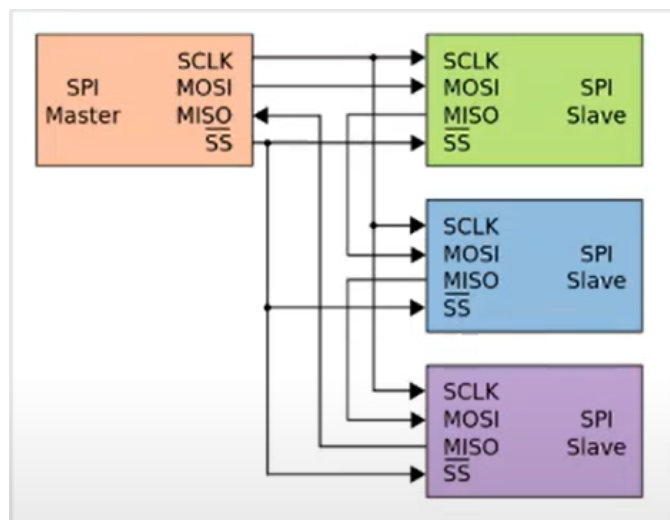 SCLK
SPI MOSI
Master MISO
SS
SCLK
MOSI SPI
MISO Slave
SS
SCLK
MOSI SPI
MISO Slave
SS
SCLK
MOSI SPI
MISO Slave
SS